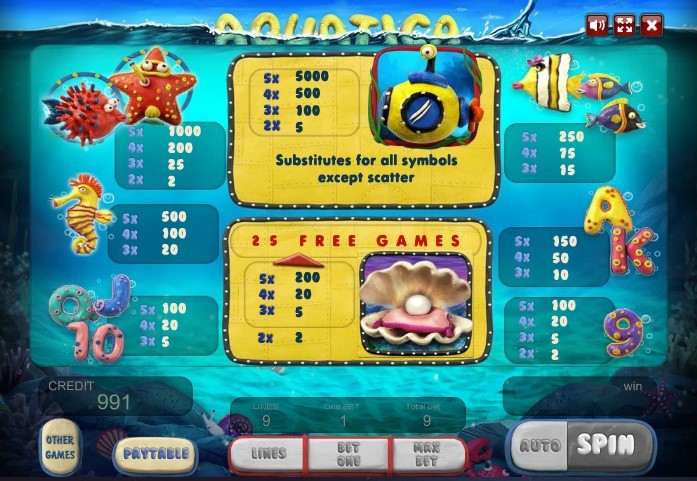 AQUATICA
5x 1000
4x 200
3x 25
2x 2
5x 5000
4x 500
3x 100
2x 5
Substitutes for all symbols
except scatter
5x 250
4x 75
3x 15
5x 500
4x 100
3x 20
25 FREE GAMES
5x 200
4x 20
3x 5
2x 2
A K
5x 150
4x 50
3x 10
Q J
10
5x 100
4x 20
3x 5
9
5x 100
4x 20
3x 5
2x 2
CREDIT
991
LINES
9
One BET
1
Total bet
9
win
OTHER
GAMES
PAYTABLE
LINES
BET
ONE
MAX
BET
AUTO
SPIN